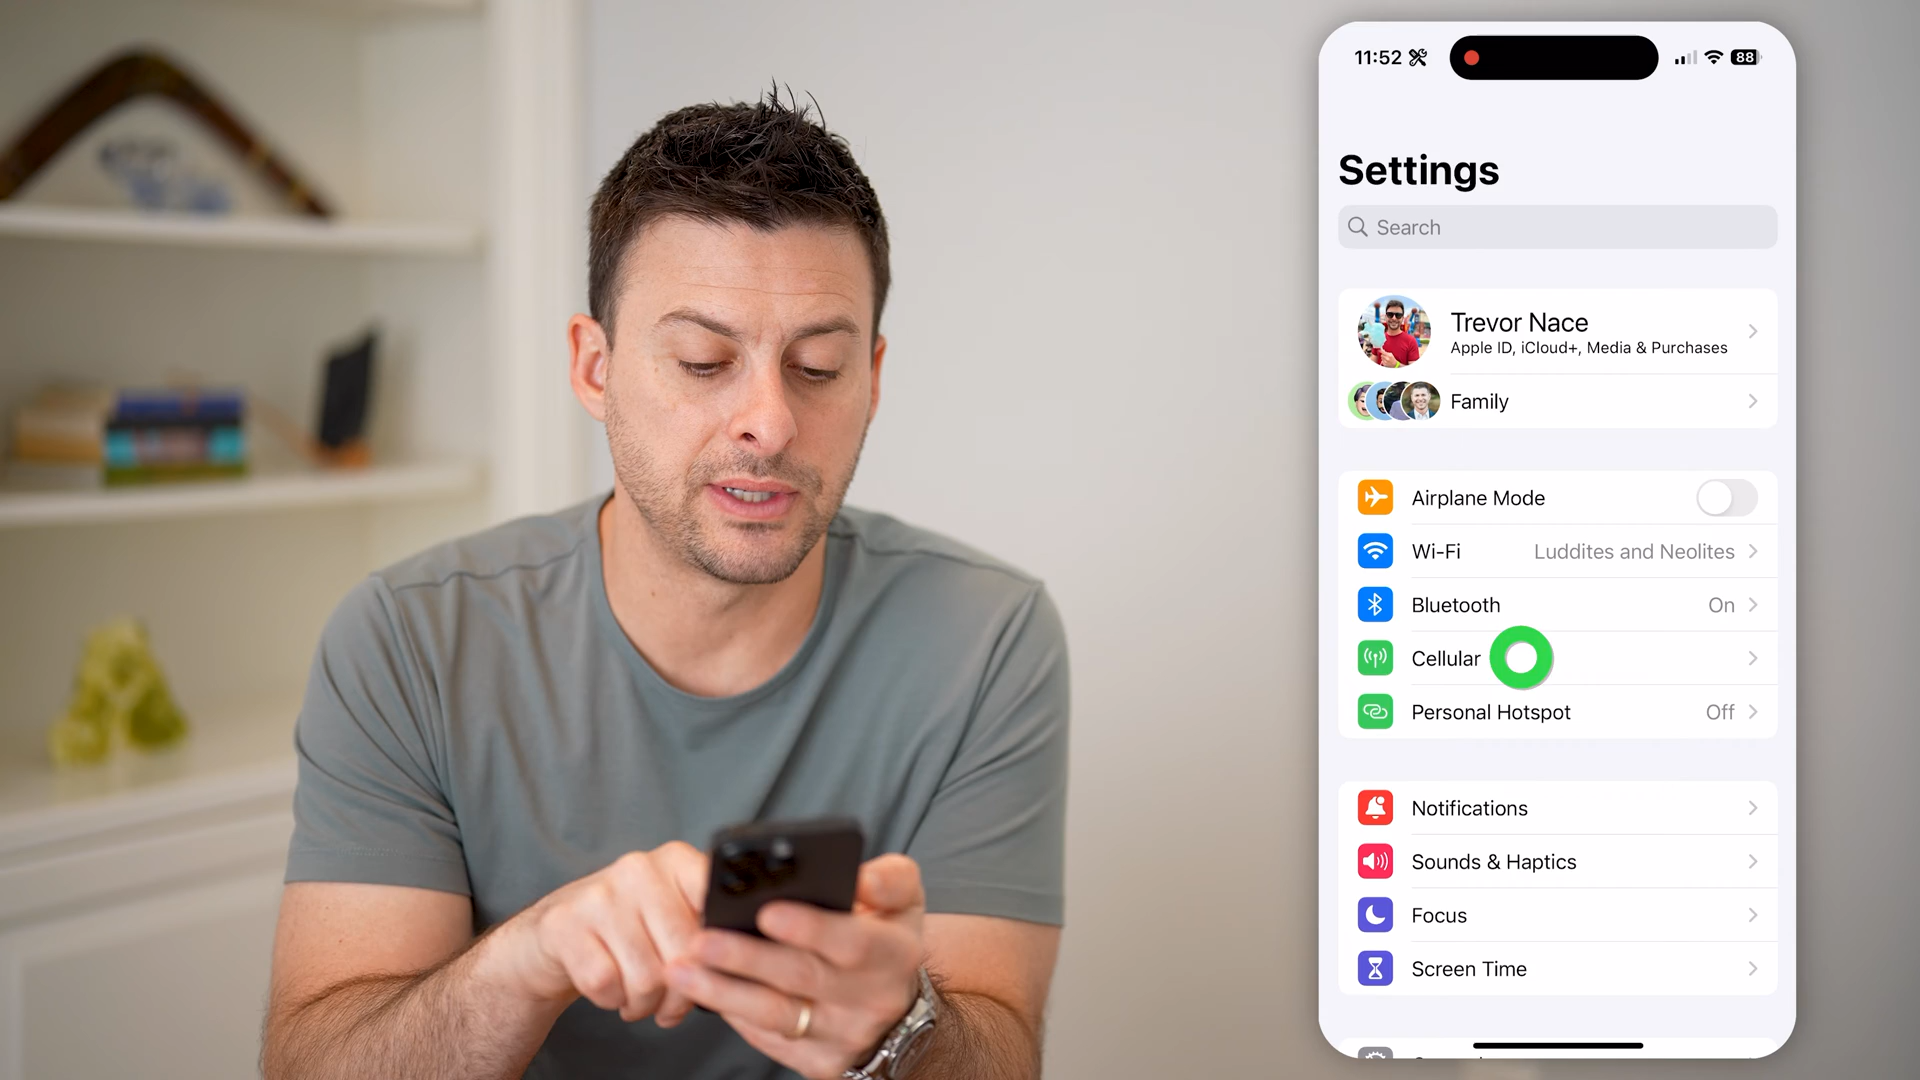 11:52
88
Settings
Search
Trevor Nace
Apple ID, iCloud+, Media & Purchases
Family
Airplane Mode
Wi-Fi Luddites and Neolites
Bluetooth On
Cellular
Personal Hotspot Off
Notifications
Sounds & Haptics
Focus
Screen Time